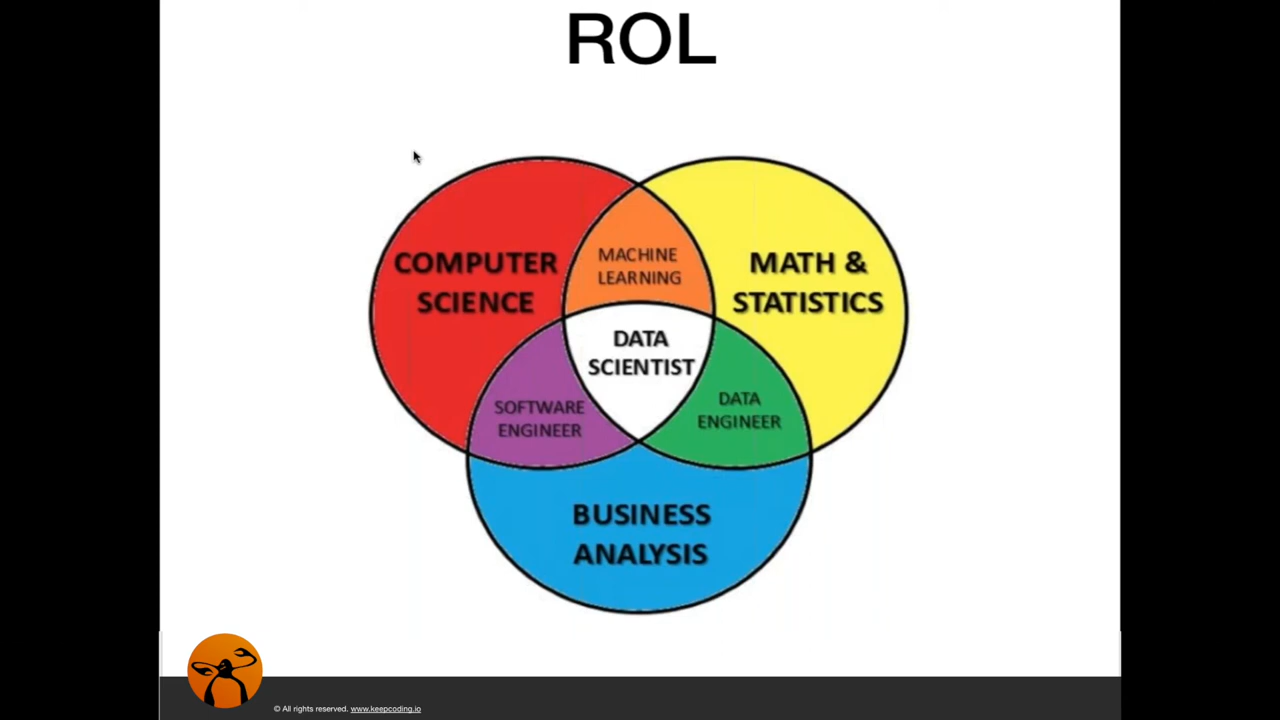 ROL
COMPUTER
SCIENCE
MACHINE
LEARNING
MATH &
STATISTICS
DATA
SCIENTIST
SOFTWARE
ENGINEER
DATA
ENGINEER
BUSINESS
ANALYSIS
© All rights reserved. www.keepcoding.io